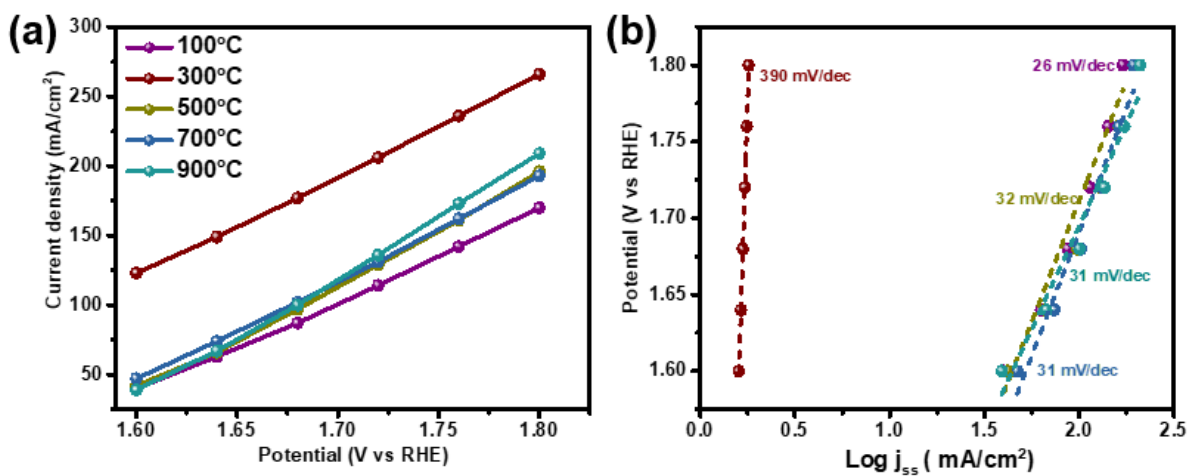 (a)
100°C
300°C
500°C
700°C
900°C
300
250
200
150
100
50
Current density (mA/cm²)
1.60
1.65
1.70
1.75
1.80
Potential (V vs RHE)
(b)
390 mV/dec
26 mV/dec
32 mV/dec
31 mV/dec
31 mV/dec
1.80
1.75
1.70
1.65
1.60
Potential (V vs RHE)
0.0
0.5
1.0
1.5
2.0
2.5
Log jss ( mA/cm²)